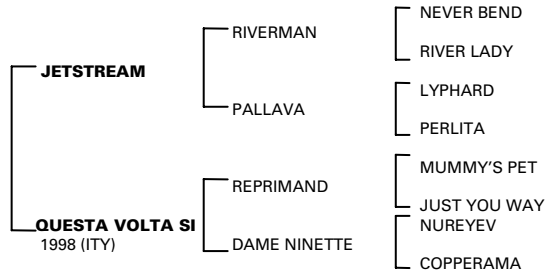 NEVER BEND
RIVERMAN
RIVER LADY
JETSTREAM
LYPHARD
PALLAVA
PERLITA
MUMMY'S PET
REPRIMAND
JUST YOU WAY
QUESTA VOLTA SI
NUREYEV
1998 (ITY)
DAME NINETTE
COPPERAMA